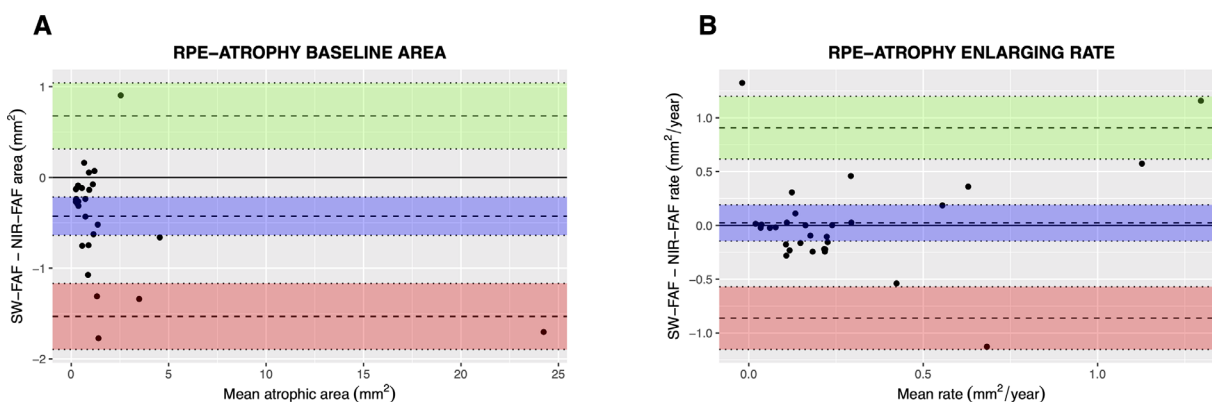 A
RPE−ATROPHY BASELINE AREA
SW−FAF − NIR−FAF area (mm²)
1
0
−1
−2
0
5
10
15
20
25
Mean atrophic area (mm²)
B
RPE−ATROPHY ENLARGING RATE
SW−FAF − NIR−FAF rate (mm²/year)
1.0
0.5
0.0
−0.5
−1.0
0.0
0.5
1.0
Mean rate (mm²/year)